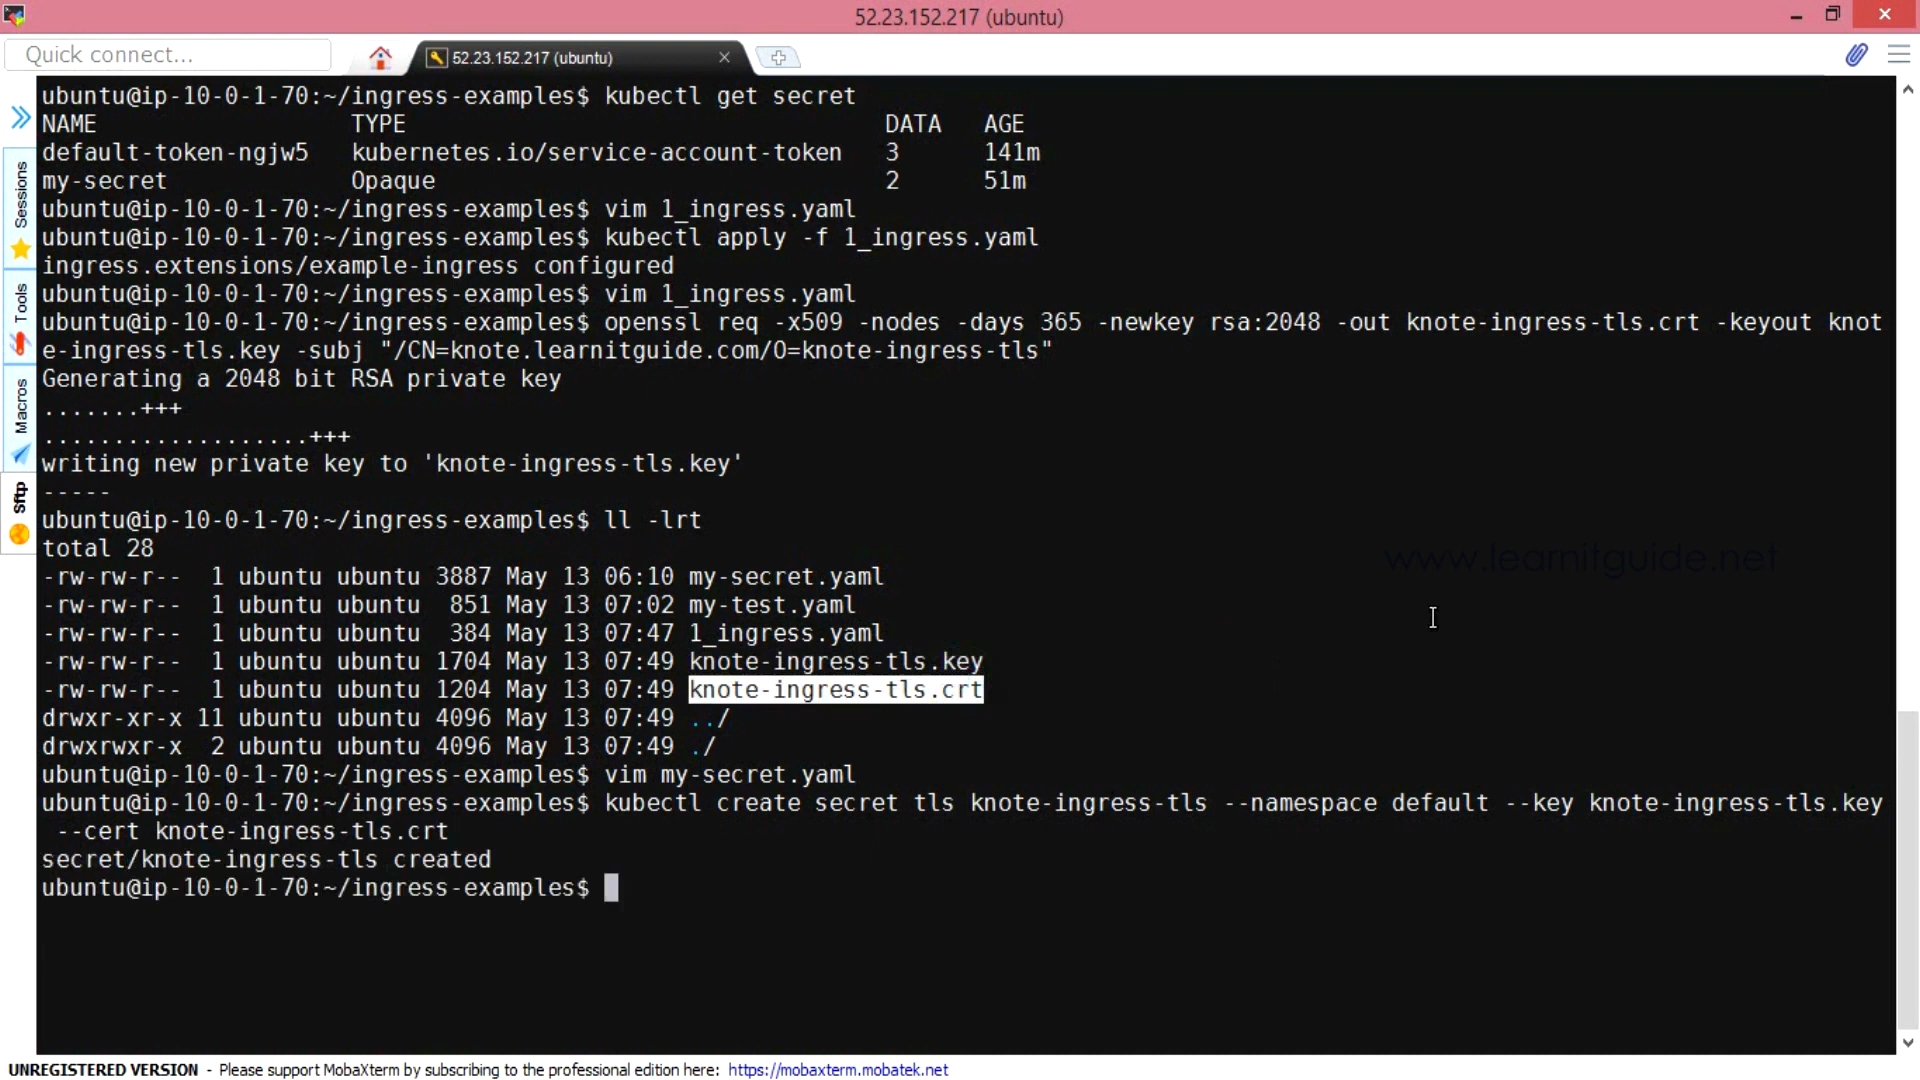 52.23.152.217 (ubuntu)
Quick connect...
52.23.152.217 (ubuntu)
Sessions
Tools
Macros
Sftp
ubuntu@ip-10-0-1-70:~/ingress-examples$ kubectl get secret
NAME TYPE DATA AGE
default-token-ngjw5 kubernetes.io/service-account-token 3 141m
my-secret Opaque 2 51m
ubuntu@ip-10-0-1-70:~/ingress-examples$ vim 1_ingress.yaml
ubuntu@ip-10-0-1-70:~/ingress-examples$ kubectl apply -f 1_ingress.yaml
ingress.extensions/example-ingress configured
ubuntu@ip-10-0-1-70:~/ingress-examples$ vim 1_ingress.yaml
ubuntu@ip-10-0-1-70:~/ingress-examples$ openssl req -x509 -nodes -days 365 -newkey rsa:2048 -out knote-ingress-tls.crt -keyout knot
e-ingress-tls.key -subj "/CN=knote.learnitguide.com/O=knote-ingress-tls"
Generating a 2048 bit RSA private key
.......+++
...................+++
writing new private key to 'knote-ingress-tls.key'
-----
ubuntu@ip-10-0-1-70:~/ingress-examples$ ll -lrt
total 28
-rw-rw-r-- 1 ubuntu ubuntu 3887 May 13 06:10 my-secret.yaml
-rw-rw-r-- 1 ubuntu ubuntu 851 May 13 07:02 my-test.yaml
-rw-rw-r-- 1 ubuntu ubuntu 384 May 13 07:47 1_ingress.yaml
-rw-rw-r-- 1 ubuntu ubuntu 1704 May 13 07:49 knote-ingress-tls.key
-rw-rw-r-- 1 ubuntu ubuntu 1204 May 13 07:49 knote-ingress-tls.crt
drwxr-xr-x 11 ubuntu ubuntu 4096 May 13 07:49 ../
drwxrwxr-x 2 ubuntu ubuntu 4096 May 13 07:49 ./
ubuntu@ip-10-0-1-70:~/ingress-examples$ vim my-secret.yaml
ubuntu@ip-10-0-1-70:~/ingress-examples$ kubectl create secret tls knote-ingress-tls --namespace default --key knote-ingress-tls.key
--cert knote-ingress-tls.crt
secret/knote-ingress-tls created
ubuntu@ip-10-0-1-70:~/ingress-examples$
www.learnitguide.net
UNREGISTERED VERSION - Please support MobaXterm by subscribing to the professional edition here: https://mobaxterm.mobatek.net